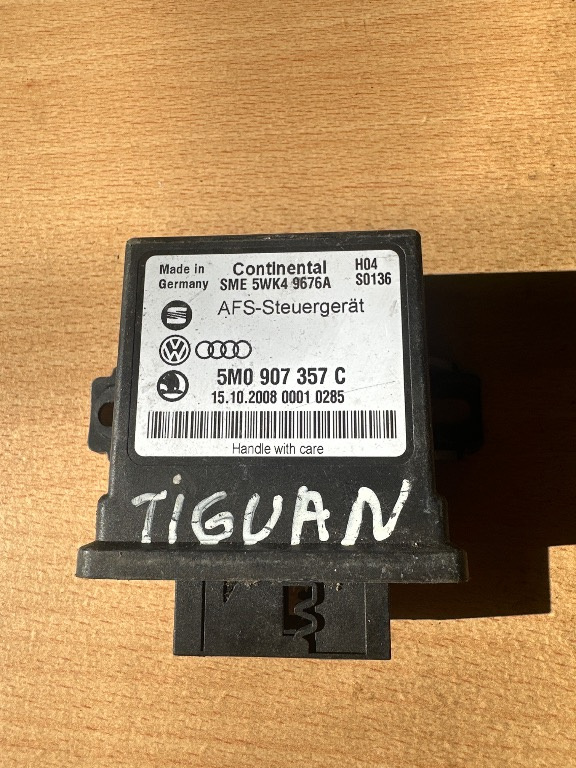 Made in Germany
Continental
SME 5WK4 9676A
H04
S0136
AFS-Steuergerät
5M0 907 357 C
15.10.2008 0001 0285
Handle with care
TIGUAN